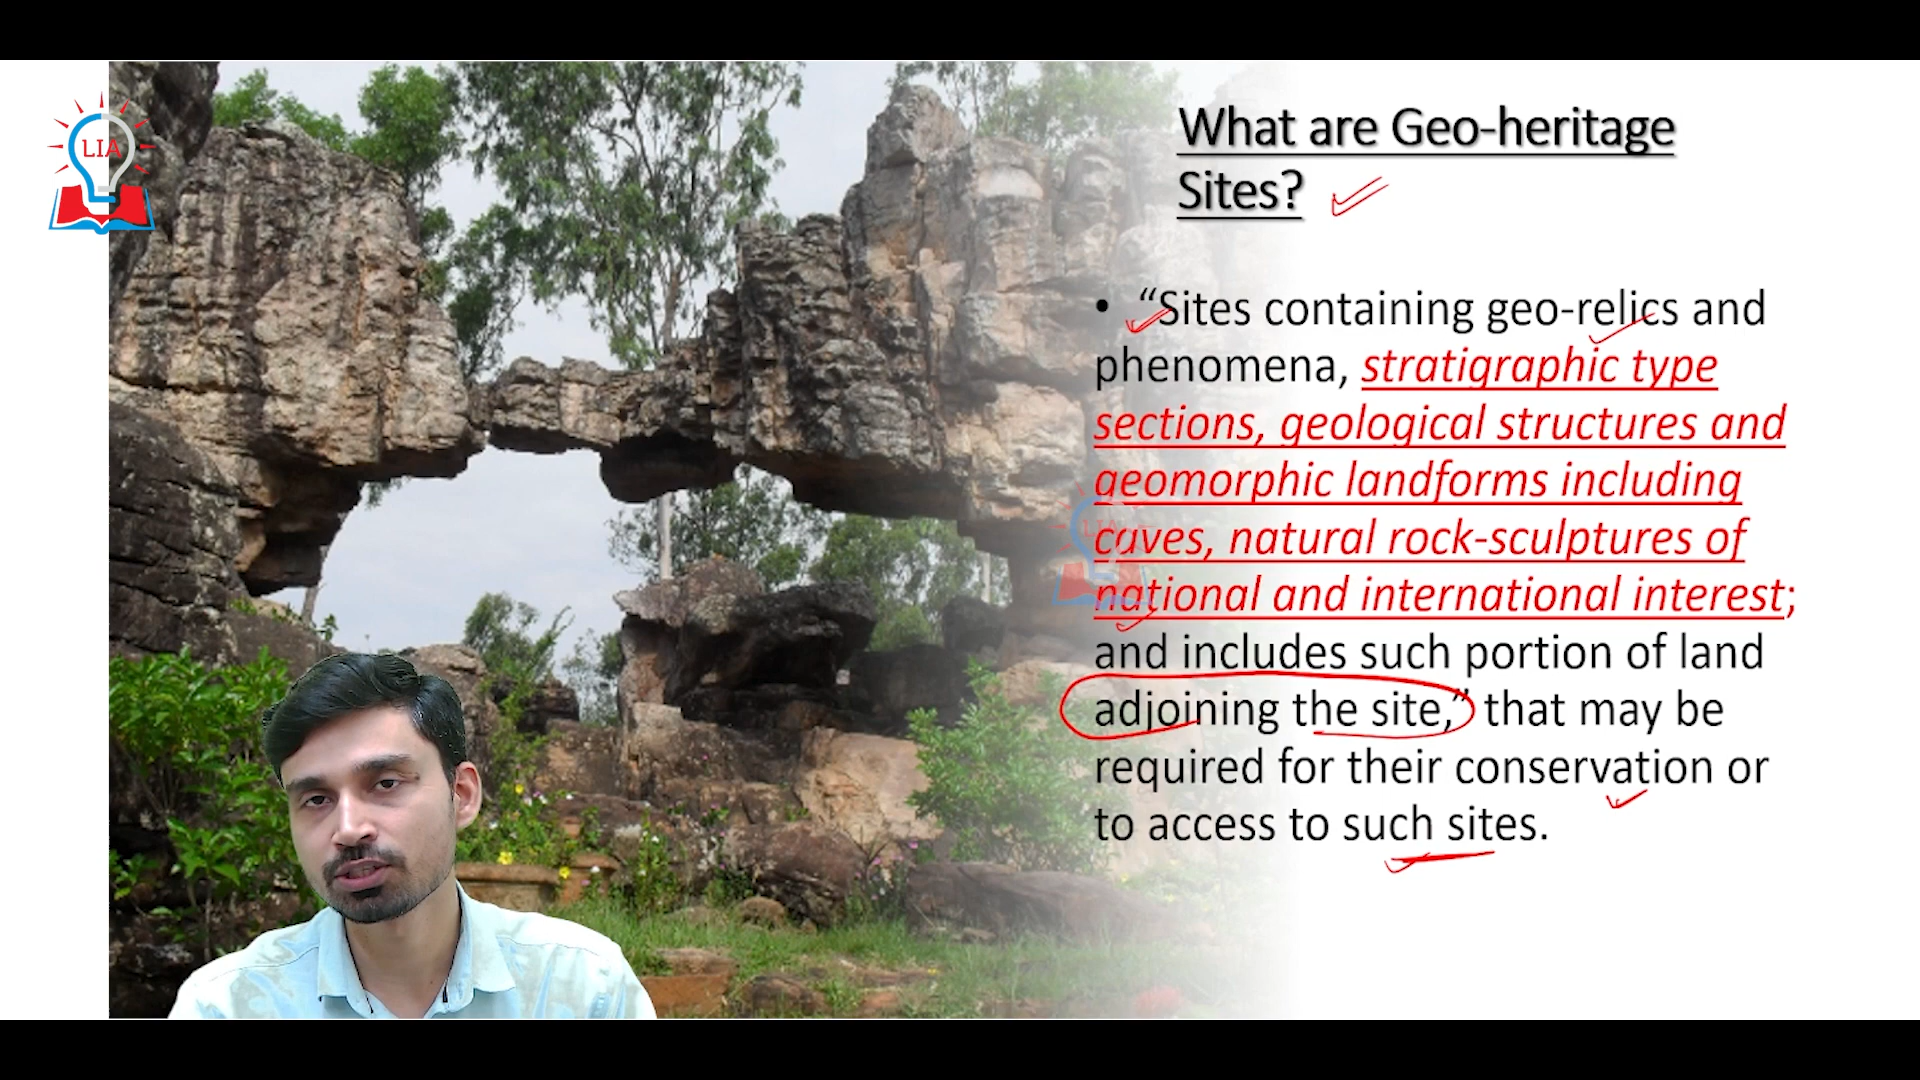 LIA
What are Geo-heritage
Sites?
• “Sites containing geo-relics and
phenomena, stratigraphic type
sections, geological structures and
geomorphic landforms including
caves, natural rock-sculptures of
national and international interest;
and includes such portion of land
adjoining the site,” that may be
required for their conservation or
to access to such sites.
LIA